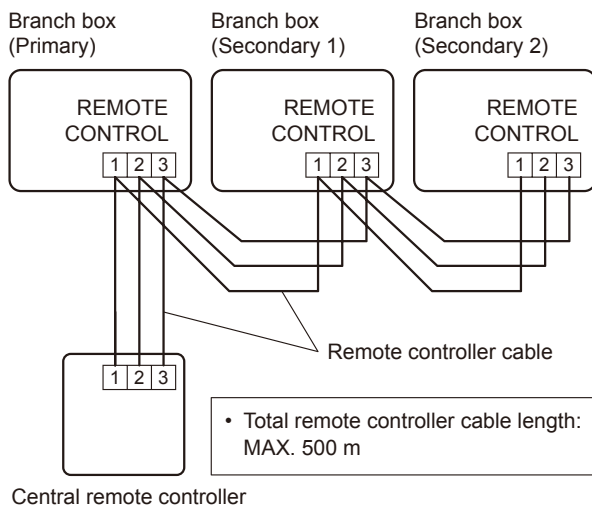 Branch box
(Primary)
Branch box
(Secondary 1)
Branch box
(Secondary 2)
REMOTE
CONTROL
1 2 3
REMOTE
CONTROL
1 2 3
REMOTE
CONTROL
1 2 3
Remote controller cable
1 2 3
• Total remote controller cable length:
MAX. 500 m
Central remote controller